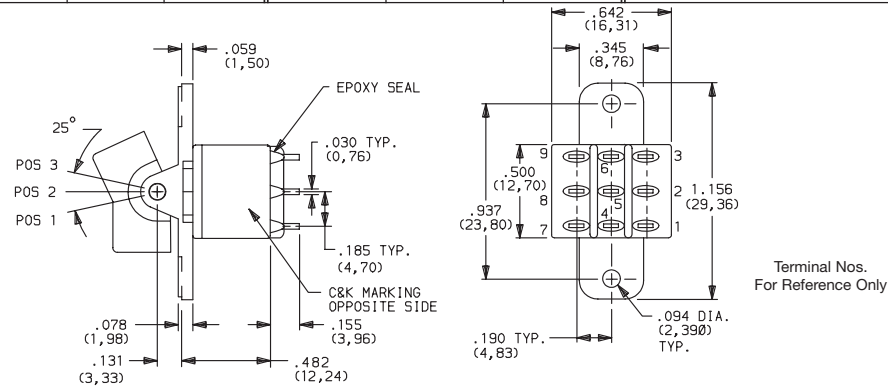 .059
(1,50)
EPOXY SEAL
25°
.030 TYP.
(0,76)
POS 3
POS 2
POS 1
.185 TYP.
(4,70)
C&K MARKING
OPPOSITE SIDE
.078
(1,98)
.155
(3,96)
.131
(3,33)
.482
(12,24)
.642
(16,31)
.345
(8,76)
9
6
3
.500
(12,70)
8
5
2
1.156
(29,36)
.937
(23,80)
7
4
1
.094 DIA.
(2,390)
TYP.
.190 TYP.
(4,83)
Terminal Nos.
For Reference Only